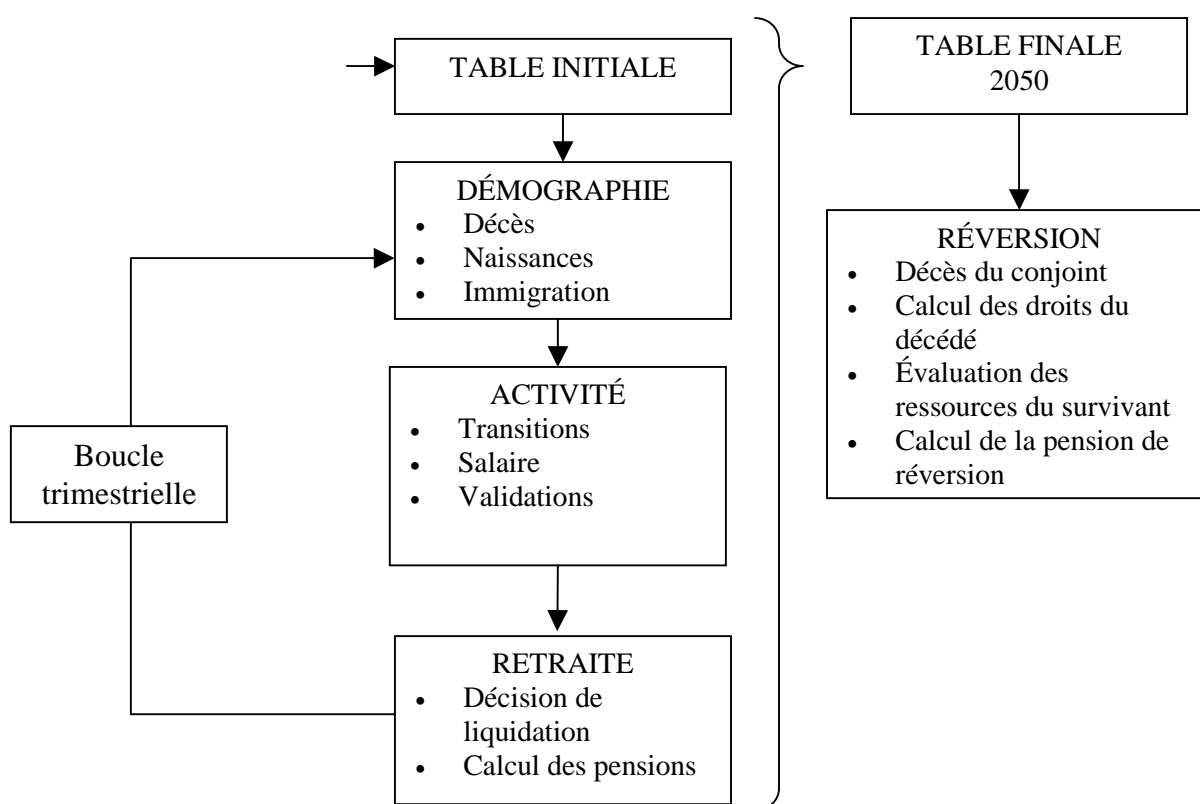 TABLE INITIALE
DÉMOGRAPHIE
• Décès
• Naissances
• Immigration
ACTIVITÉ
• Transitions
• Salaire
• Validations
RETRAITE
• Décision de
liquidation
• Calcul des pensions
Boucle
trimestrielle
TABLE FINALE
2050
RÉVERSION
• Décès du conjoint
• Calcul des droits du
décédé
• Évaluation des
ressources du survivant
• Calcul de la pension de
réversion